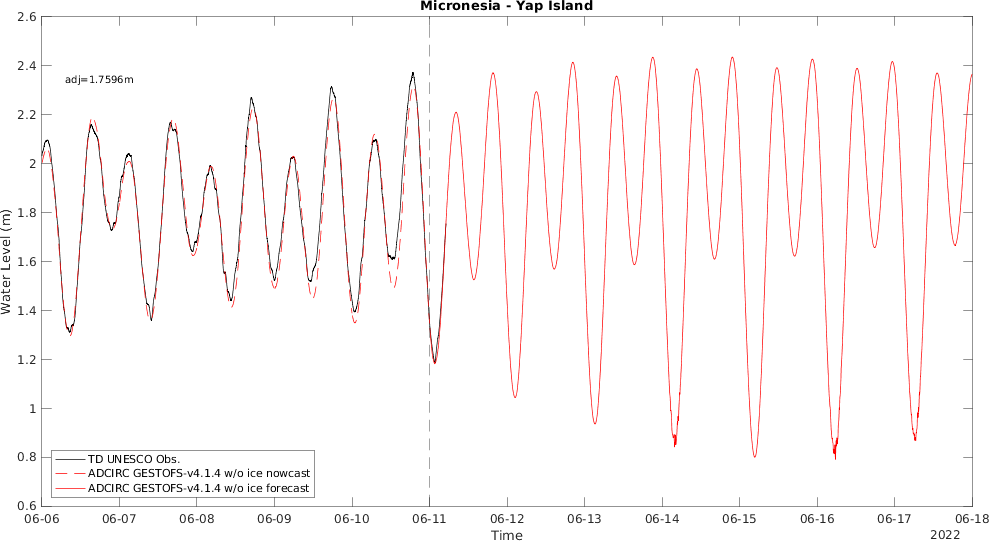 Micronesia - Yap Island
2.6
2.4
2.2
2
1.8
1.6
1.4
1.2
1
0.8
0.6
Water Level (m)
adj=1.7596m
TD UNESCO Obs.
ADCIRC GESTOFS-v4.1.4 w/o ice nowcast
ADCIRC GESTOFS-v4.1.4 w/o ice forecast
06-06 06-07 06-08 06-09 06-10 06-11 06-12 06-13 06-14 06-15 06-16 06-17 06-18
Time
2022